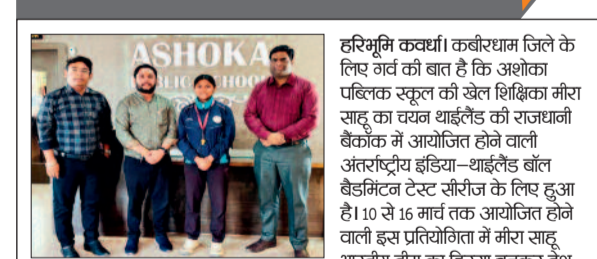 ASHOKA
PUBLIC SCHOOL
हरिभूमि कवर्धा। कबीरधाम जिले के
लिए गर्व की बात है कि अशोका
पब्लिक स्कूल की खेल शिक्षिका मीरा
साहू का चयन थाईलैंड की राजधानी
बैंकॉक में आयोजित होने वाली
अंतर्राष्ट्रीय इंडिया-थाईलैंड बॉल
बैडमिंटन टेस्ट सीरीज के लिए हुआ
है। 10 से 16 मार्च तक आयोजित होने
वाली इस प्रतियोगिता में मीरा साहू